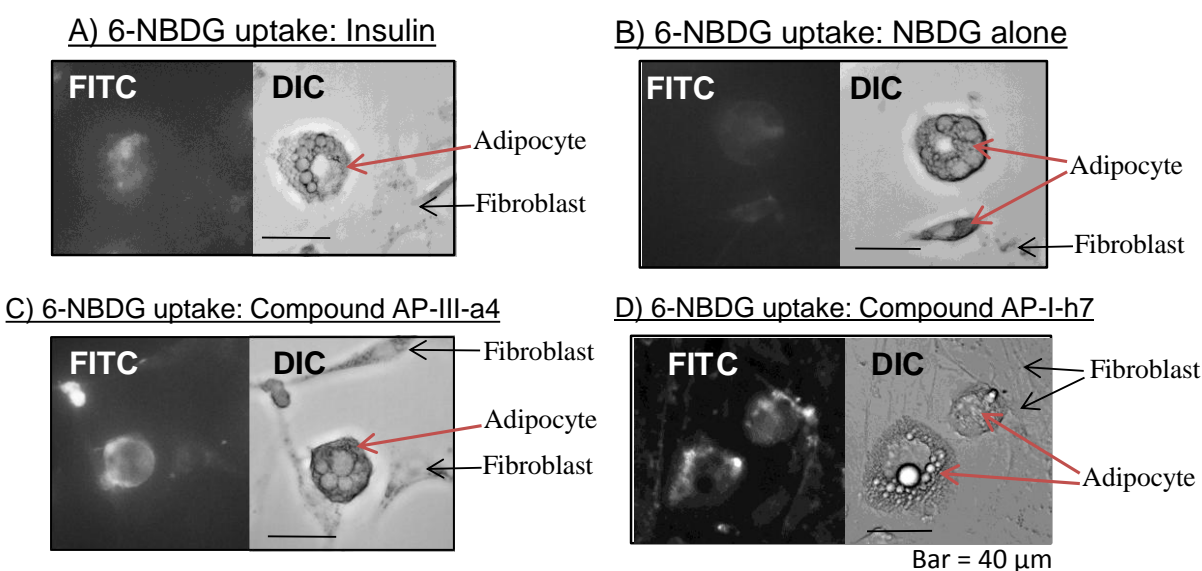 A) 6-NBDG uptake: Insulin
FITC
DIC
Adipocyte
Fibroblast
B) 6-NBDG uptake: NBDG alone
FITC
DIC
Adipocyte
Fibroblast
C) 6-NBDG uptake: Compound AP-III-a4
FITC
DIC
Fibroblast
Adipocyte
Fibroblast
D) 6-NBDG uptake: Compound AP-I-h7
FITC
DIC
Fibroblast
Adipocyte
Bar = 40 µm